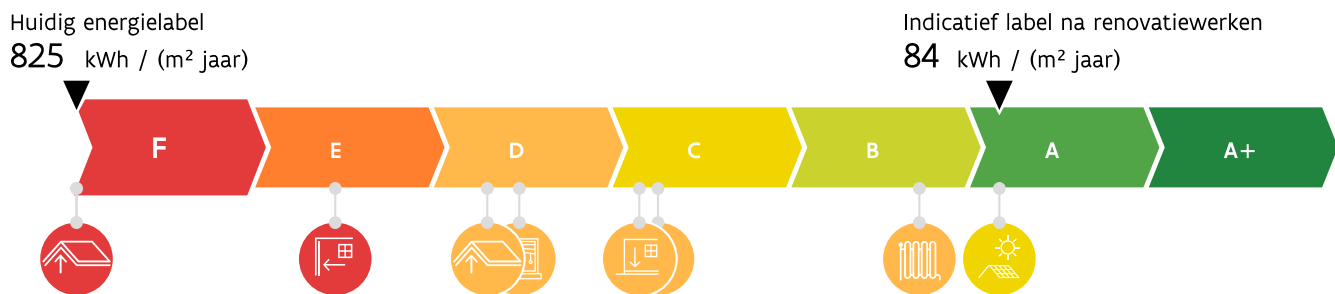 Huidig energielabel
825 kWh / (m² jaar)
Indicatief label na renovatiewerken
84 kWh / (m² jaar)
F
E
D
C
B
A
A+